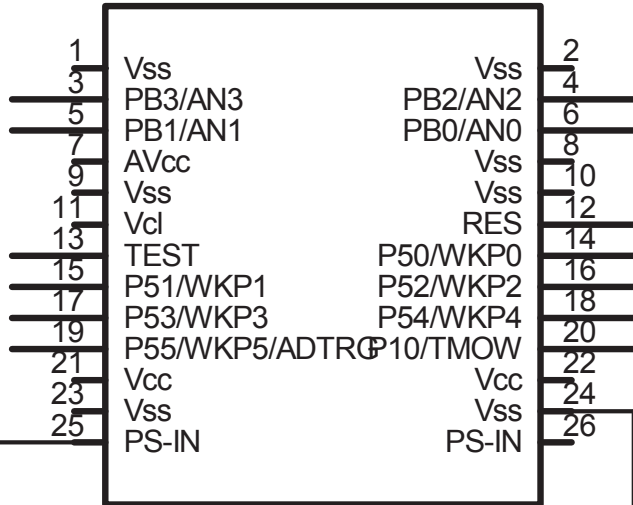 1 Vss Vss 2
3 PB3/AN3 PB2/AN2 4
5 PB1/AN1 PB0/AN0 6
7 AVcc Vss 8
9 Vss Vss 10
11 Vcl RES 12
13 TEST P50/WKP0 14
15 P51/WKP1 P52/WKP2 16
17 P53/WKP3 P54/WKP4 18
19 P55/WKP5/ADTRG P10/TMOW 20
21 Vcc Vcc 22
23 Vss Vss 24
25 PS-IN PS-IN 26